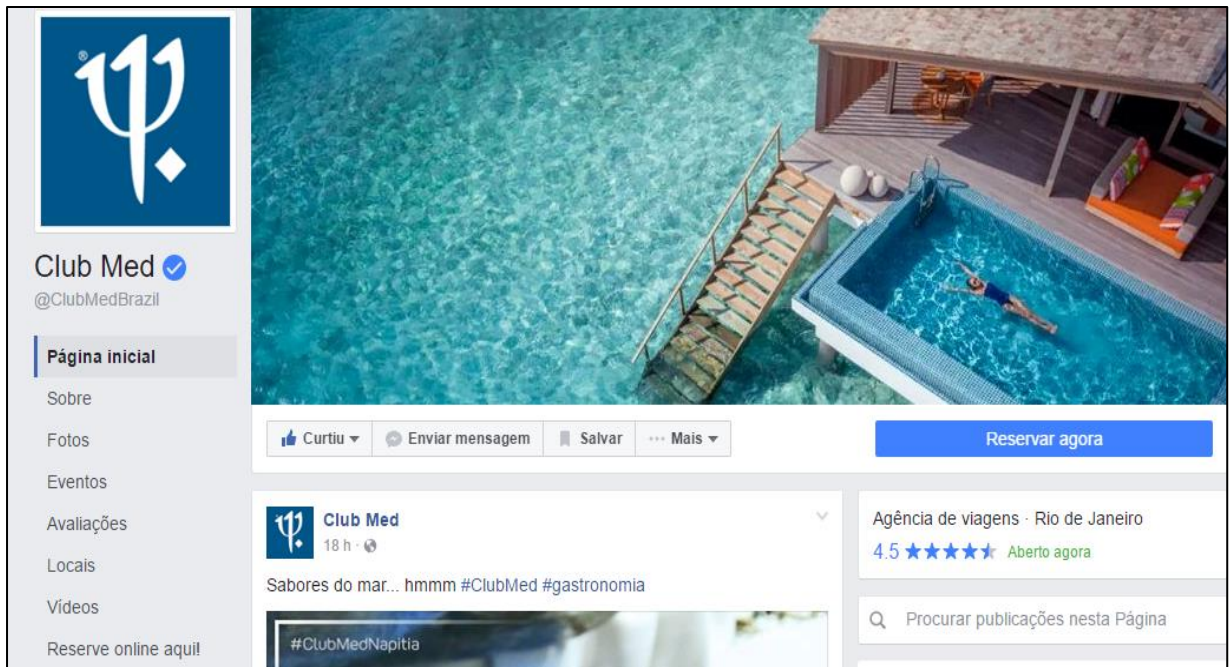 Club Med
@ClubMedBrazil
Página inicial
Sobre
Fotos
Eventos
Avaliações
Locais
Vídeos
Reserve online aqui!
Curtiu
Enviar mensagem
Salvar
Mais
Reservar agora
Club Med
18 h
Sabores do mar... hmmm #ClubMed #gastronomia
#ClubMedNapitia
Agência de viagens · Rio de Janeiro
4.5 Aberto agora
Procurar publicações nesta Página